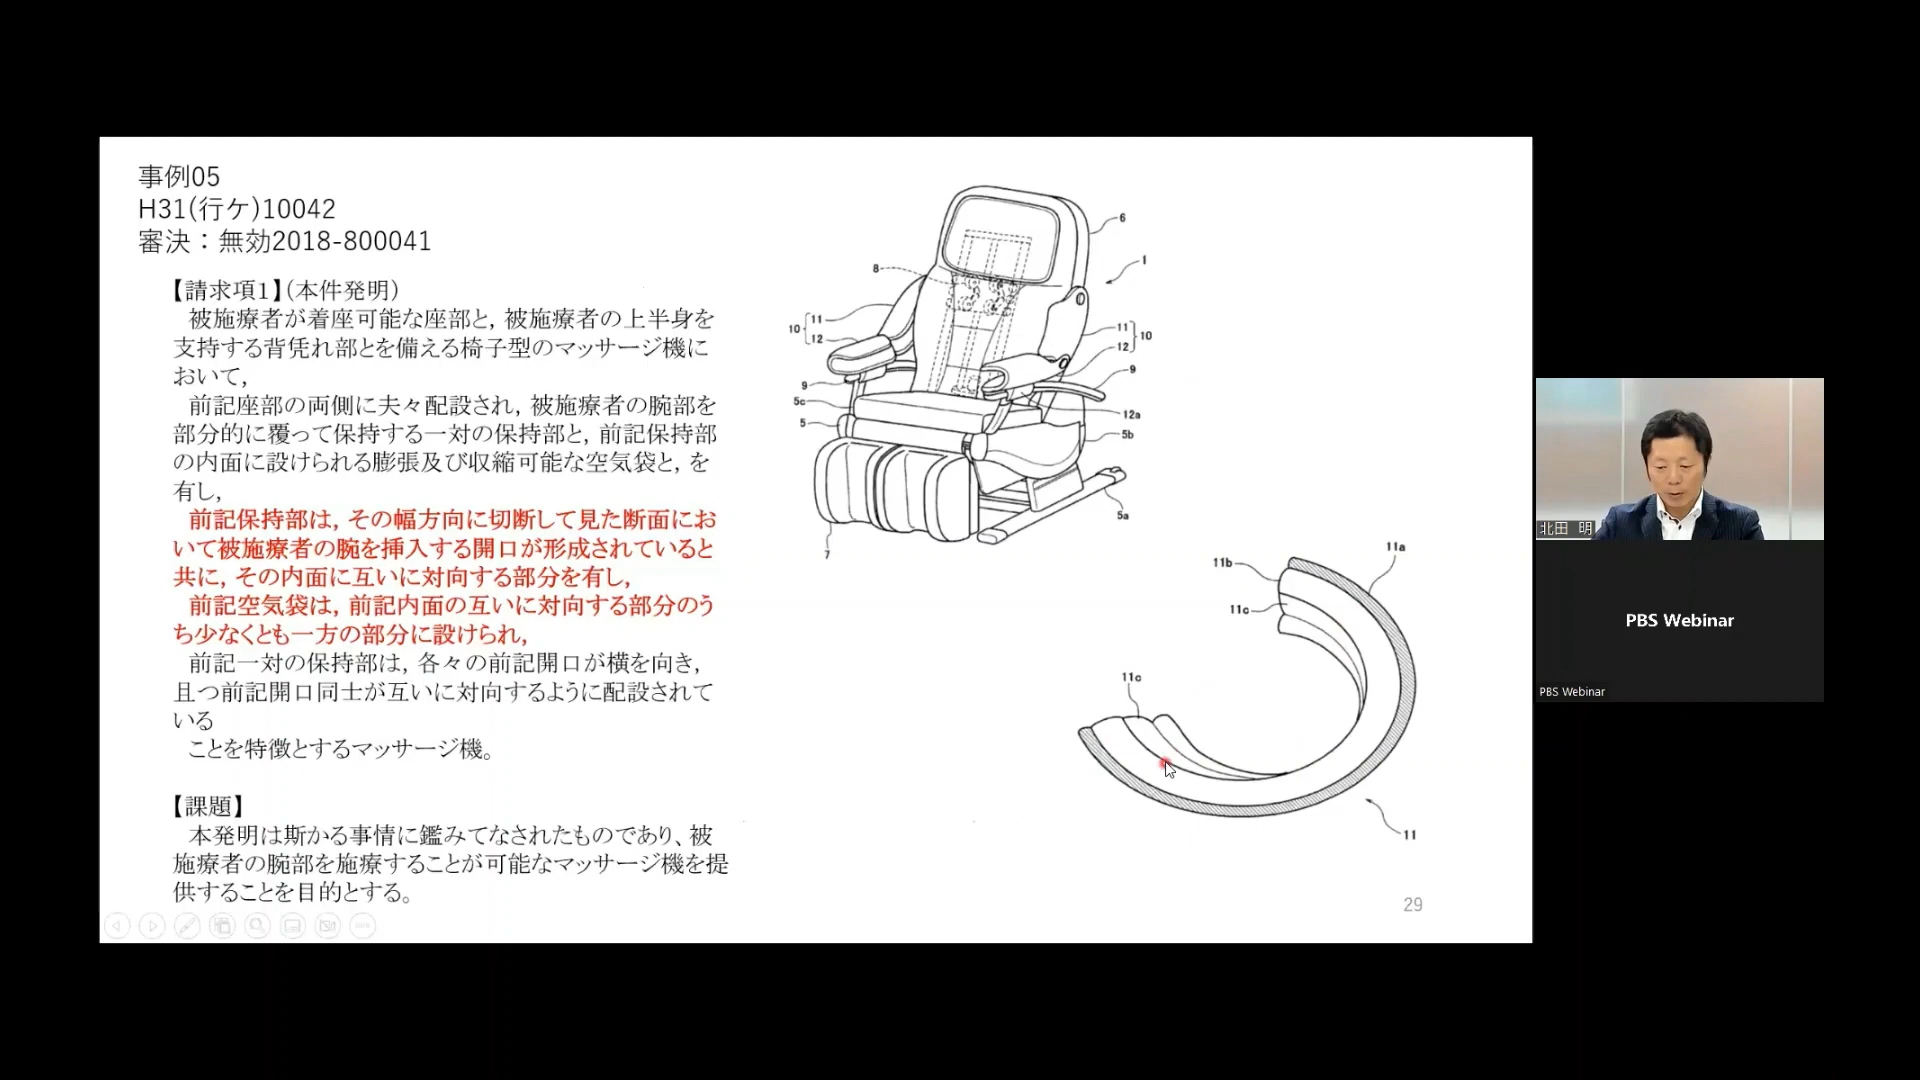 事例05
H31(行ケ)10042
審決：無効2018-800041
【請求項1】（本件発明）
被施療者が着座可能な座部と，被施療者の上半身を
支持する背凭れ部とを備える椅子型のマッサージ機に
おいて，
前記座部の両側に夫々配設され，被施療者の腕部を
部分的に覆って保持する一対の保持部と，前記保持部
の内面に設けられる膨張及び収縮可能な空気袋と，を
有し，
前記保持部は，その幅方向に切断して見た断面にお
いて被施療者の腕を挿入する開口が形成されていると
共に，その内面に互いに対向する部分を有し，
前記空気袋は，前記内面の互いに対向する部分のう
ち少なくとも一方の部分に設けられ，
前記一対の保持部は，各々の前記開口が横を向き，
且つ前記開口同士が互いに対向するように配設されて
いる
ことを特徴とするマッサージ機。
【課題】
本発明は斯かる事情に鑑みてなされたものであり、被
施療者の腕部を施療することが可能なマッサージ機を提
供することを目的とする。
6
1
8
11
10
12
9
5c
5
7
11
10
12
9
12a
5b
5a
11a
11b
11c
11c
11
29
北田 明
PBS Webinar
PBS Webinar